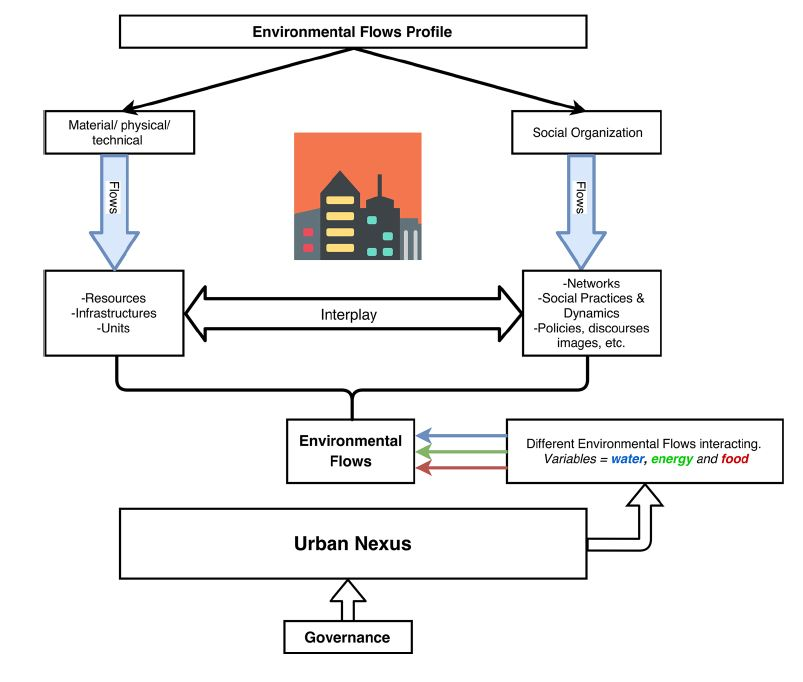 Environmental Flows Profile
Material/ physical/
technical
Social Organization
Flows
Flows
-Resources
-Infrastructures
-Units
Interplay
-Networks
-Social Practices &
Dynamics
-Policies, discourses
images, etc.
Environmental
Flows
Different Environmental Flows interacting.
Variables = water, energy and food
Urban Nexus
Governance